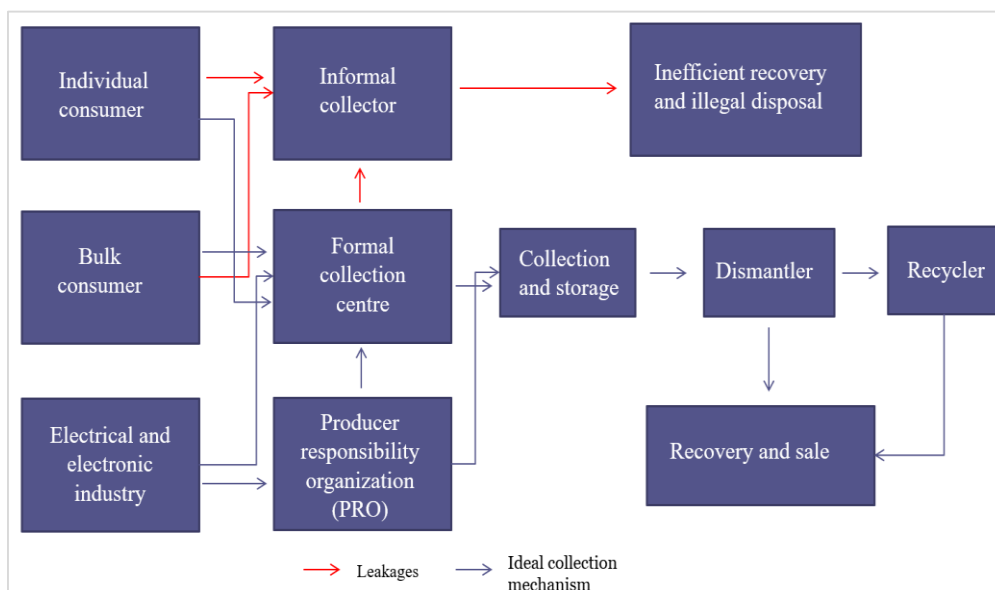 Individual
consumer
Informal
collector
Inefficient recovery
and illegal disposal
Bulk
consumer
Formal
collection
centre
Collection
and storage
Dismantler
Recycler
Electrical and
electronic
industry
Producer
responsibility
organization
(PRO)
Recovery and sale
Leakages
Ideal collection
mechanism